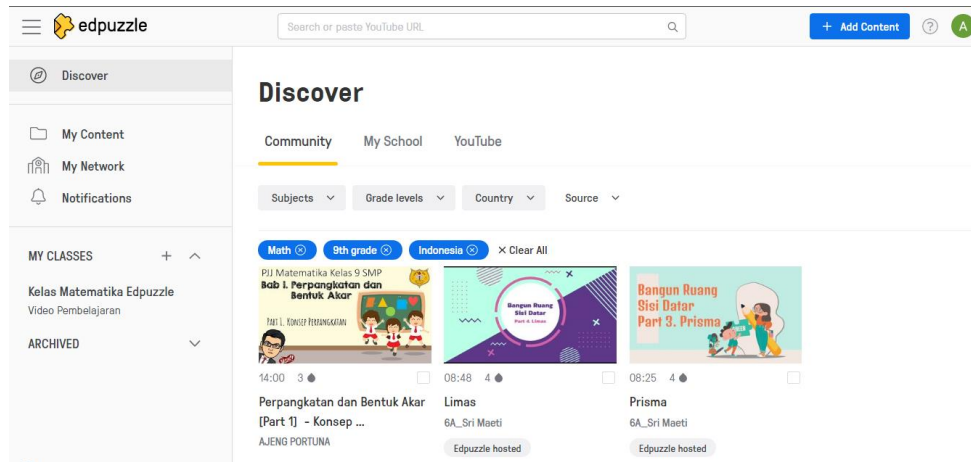 edpuzzle
Search or paste YouTube URL
+ Add Content
?
A
Discover
My Content
My Network
Notifications
MY CLASSES
Kelas Matematika Edpuzzle
Video Pembelajaran
ARCHIVED
Discover
Community My School YouTube
Subjects Grade levels Country Source
Math 9th grade Indonesia × Clear All
PJJ Matematika Kelas 9 SMP
Bab I. Perpangkatan dan
Bentuk Akar
PART 1. KONSEP PERPANGKATAN
14:00 3
Perpangkatan dan Bentuk Akar
[Part 1] - Konsep ...
AJENG PORTUNA
Bangun Ruang
Sisi Datar
Part 4. Limas
08:48 4
Limas
6A_Sri Maeti
Edpuzzle hosted
Bangun Ruang
Sisi Datar
Part 3. Prisma
08:25 4
Prisma
6A_Sri Maeti
Edpuzzle hosted